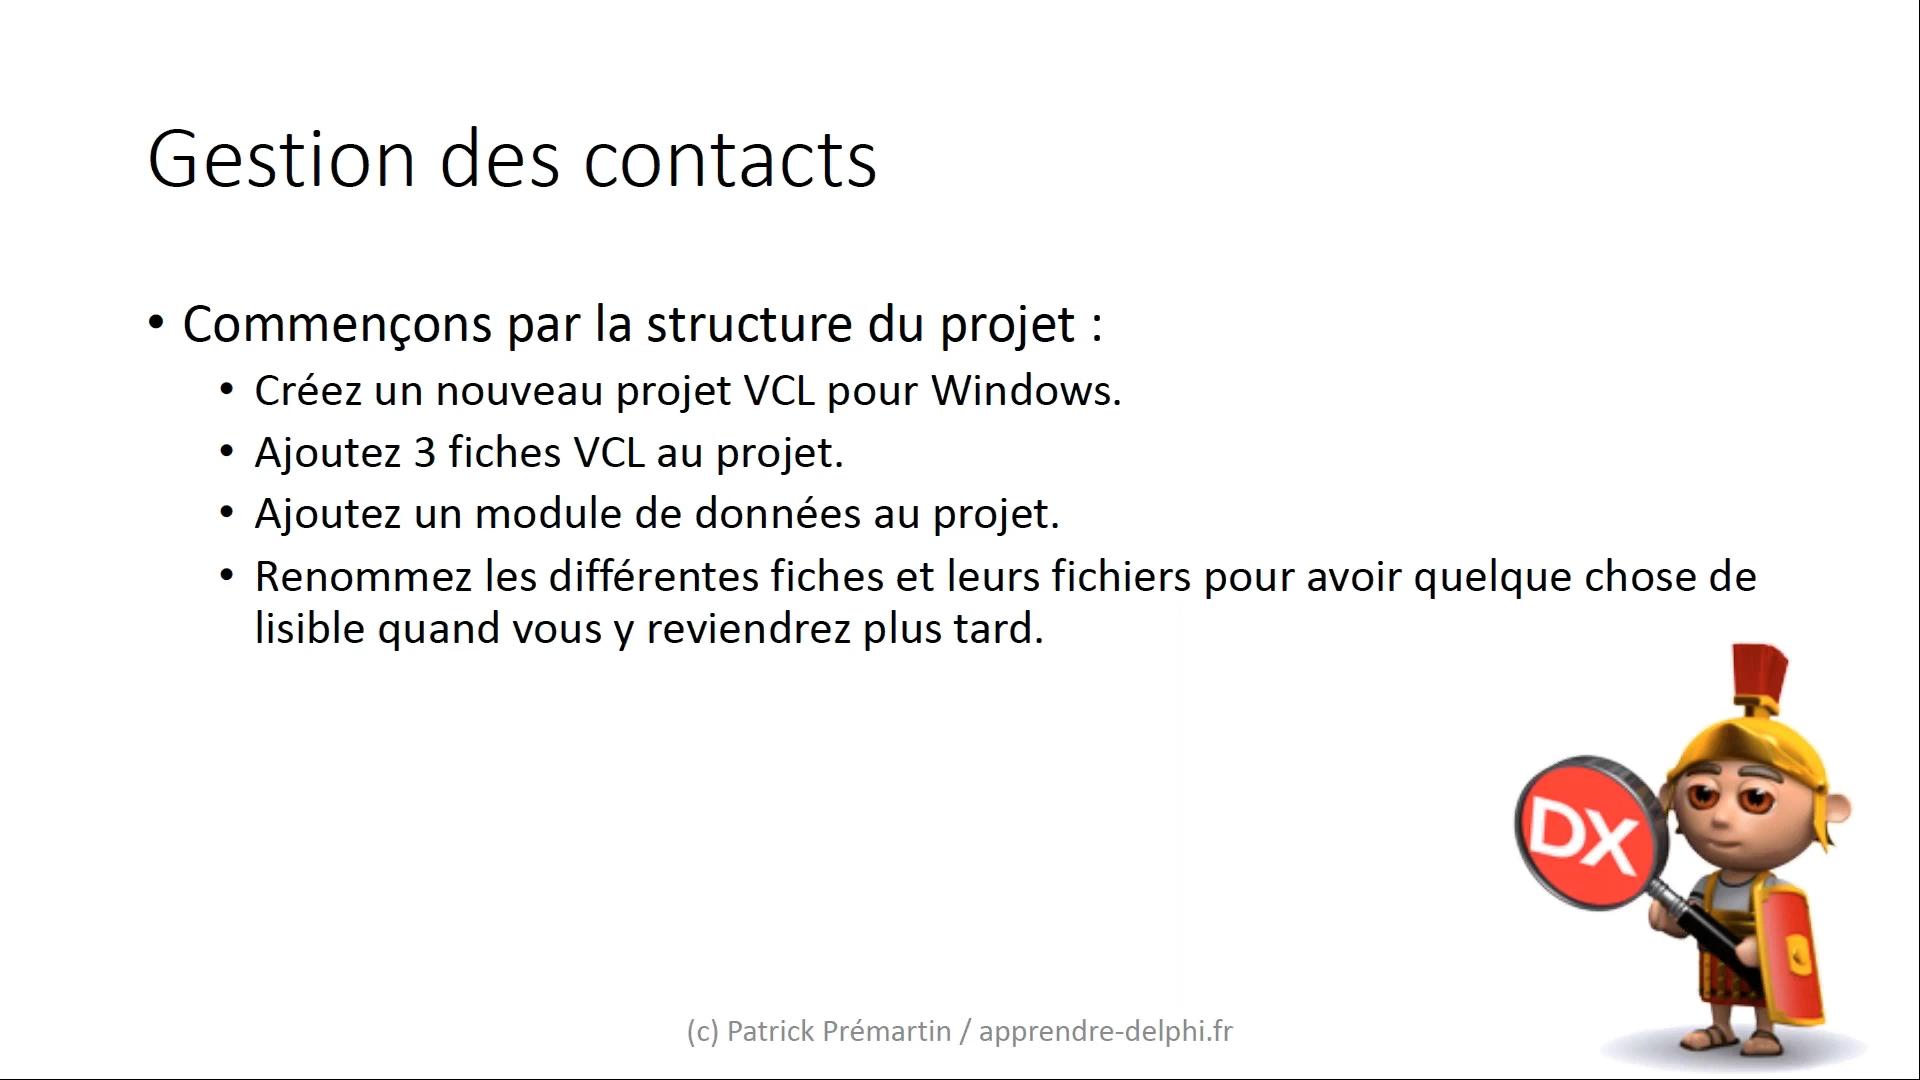 Gestion des contacts
• Commençons par la structure du projet :
• Créez un nouveau projet VCL pour Windows.
• Ajoutez 3 fiches VCL au projet.
• Ajoutez un module de données au projet.
• Renommez les différentes fiches et leurs fichiers pour avoir quelque chose de
lisible quand vous y reviendrez plus tard.
DX
(c) Patrick Prémartin / apprendre-delphi.fr